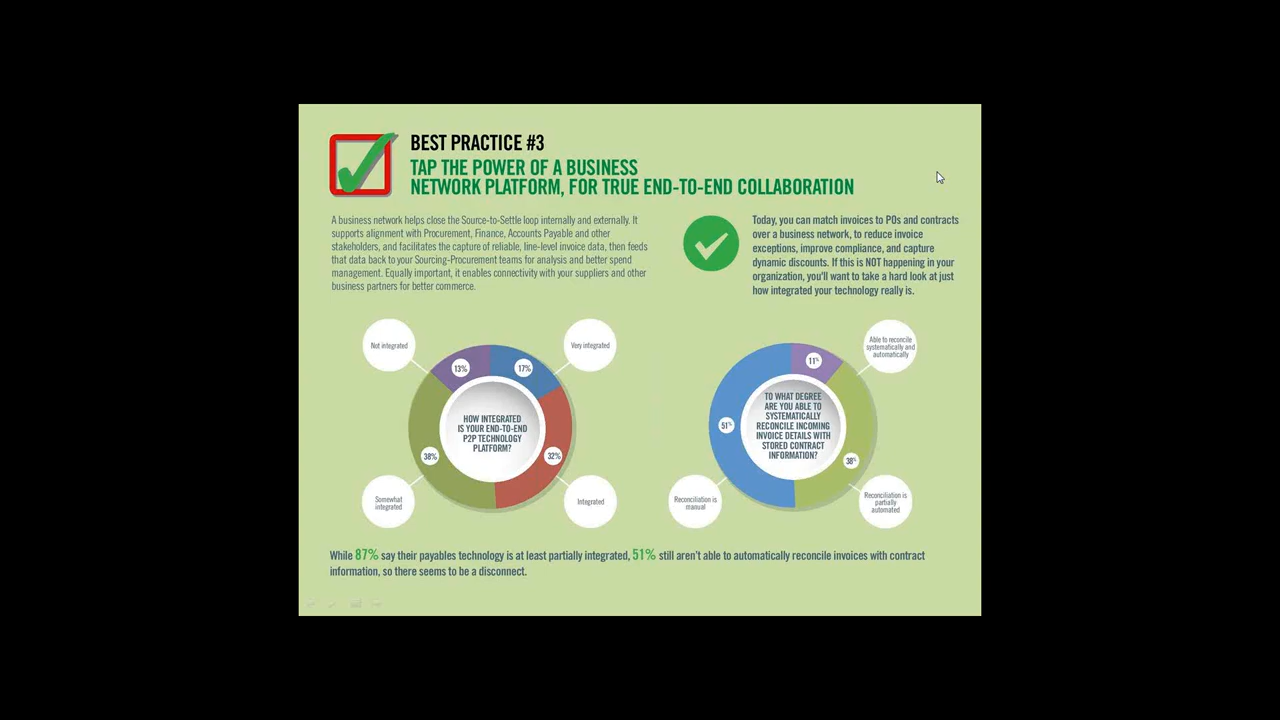 BEST PRACTICE #3
TAP THE POWER OF A BUSINESS
NETWORK PLATFORM, FOR TRUE END-TO-END COLLABORATION
A business network helps close the Source-to-Settle loop internally and externally. It
supports alignment with Procurement, Finance, Accounts Payable and other
stakeholders, and facilitates the capture of reliable, line-level invoice data, then feeds
that data back to your Sourcing-Procurement teams for analysis and better spend
management. Equally important, it enables connectivity with your suppliers and other
business partners for better commerce.
Today, you can match invoices to POs and contracts
over a business network, to reduce invoice
exceptions, improve compliance, and capture
dynamic discounts. If this is NOT happening in your
organization, you'll want to take a hard look at just
how integrated your technology really is.
Not integrated
Very integrated
13%
17%
HOW INTEGRATED
IS YOUR END-TO-END
P2P TECHNOLOGY
PLATFORM?
38%
32%
Somewhat
integrated
Integrated
Able to reconcile
systematically and
automatically
11%
TO WHAT DEGREE
ARE YOU ABLE TO
SYSTEMATICALLY
RECONCILE INCOMING
INVOICE DETAILS WITH
STORED CONTRACT
INFORMATION?
51%
38%
Reconciliation is
manual
Reconciliation is
partially
automated
While 87% say their payables technology is at least partially integrated, 51% still aren't able to automatically reconcile invoices with contract
information, so there seems to be a disconnect.